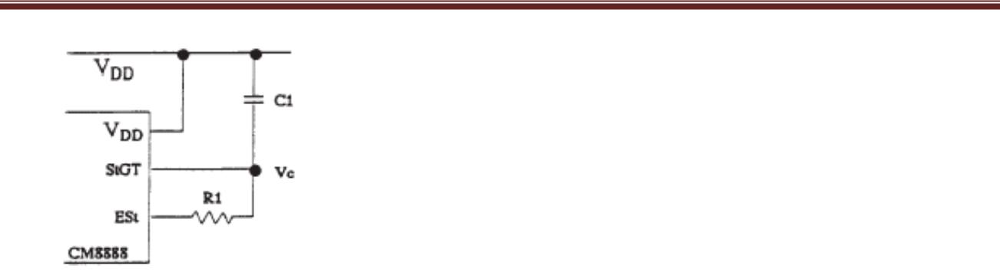 VDD
C1
VDD
StGT
Vc
R1
ESt
CM8888